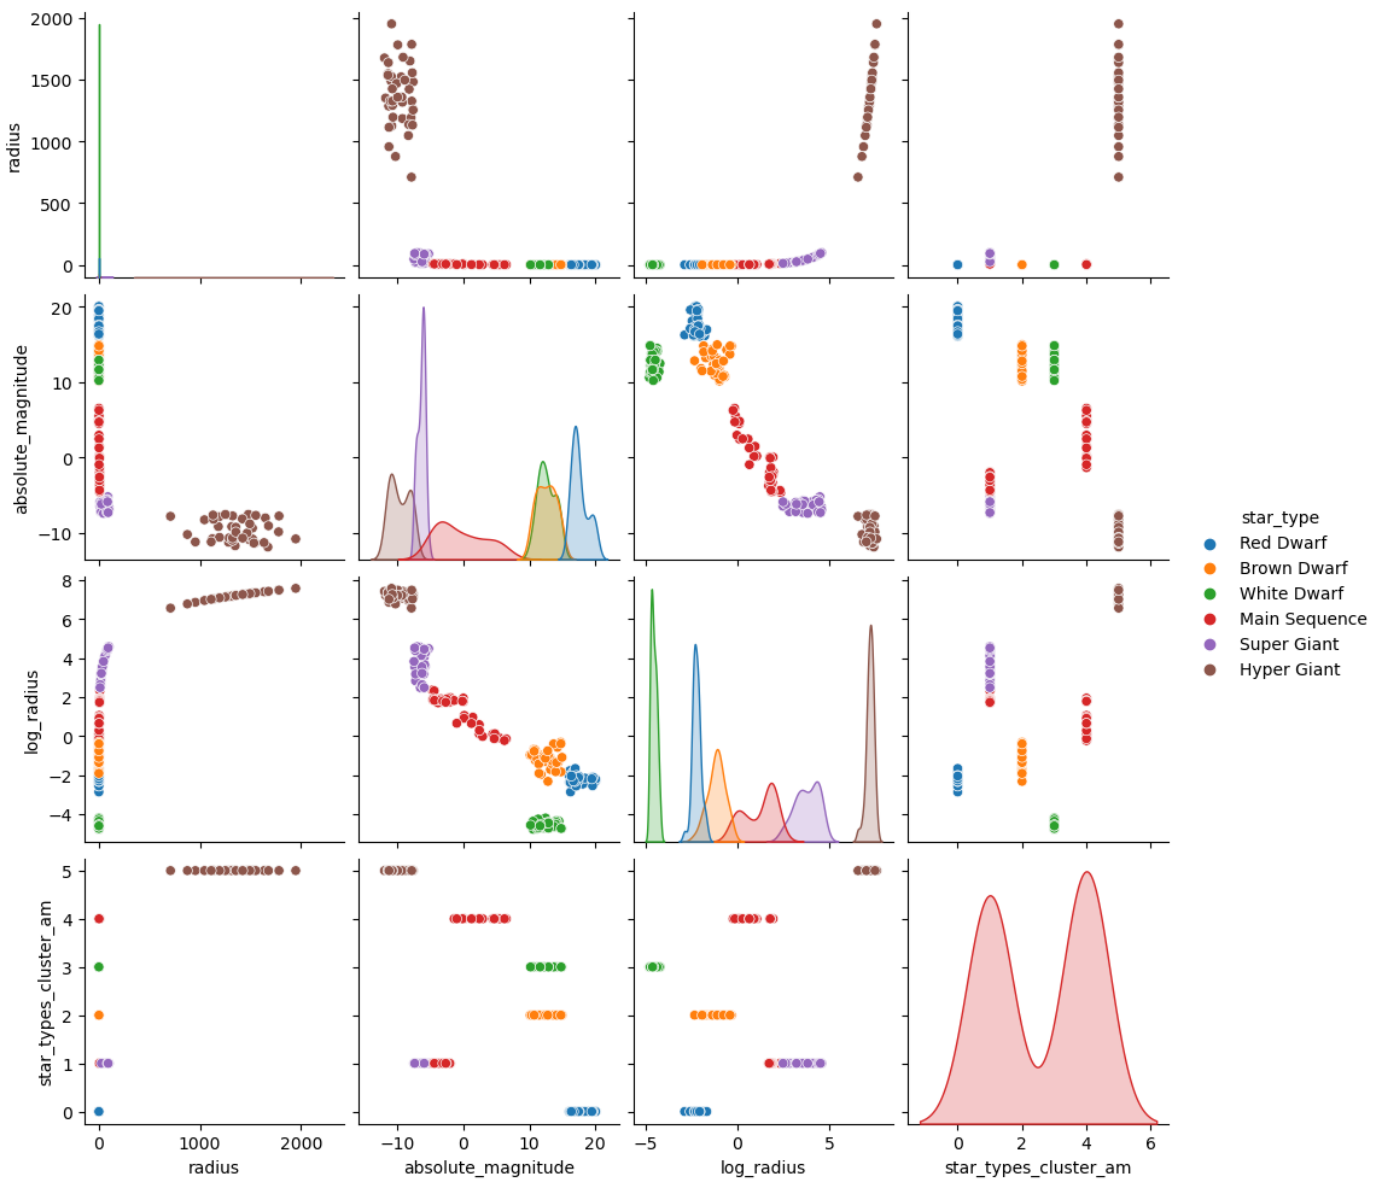 2000
1500
1000
500
0
radius
20
10
0
−10
absolute_magnitude
star_type
Red Dwarf
Brown Dwarf
White Dwarf
Main Sequence
Super Giant
Hyper Giant
8
6
4
2
0
−2
−4
log_radius
5
4
3
2
1
0
star_types_cluster_am
0 1000 2000
−10 0 10 20
−5 0 5
0 2 4 6
radius
absolute_magnitude
log_radius
star_types_cluster_am